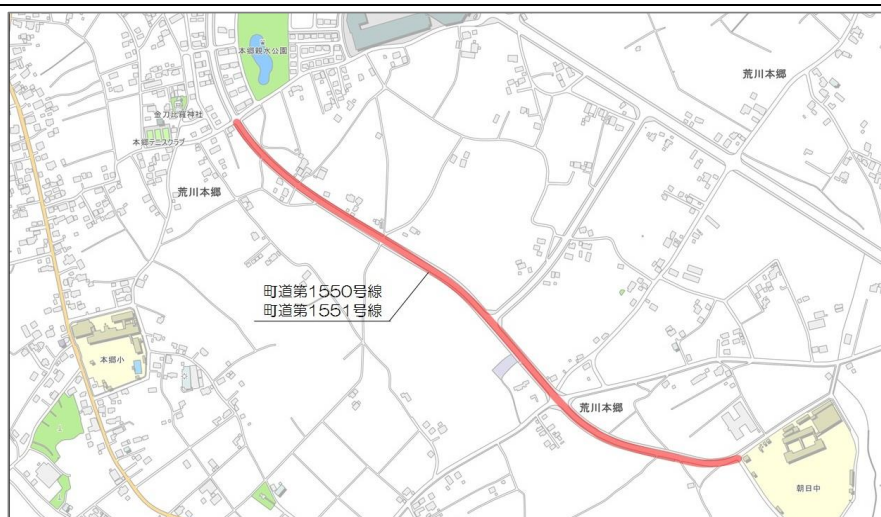 本郷親水公園
荒川本郷
金刀比羅神社
本郷テニスクラブ
荒川本郷
町道第1550号線
町道第1551号線
本郷小
荒川本郷
朝日中